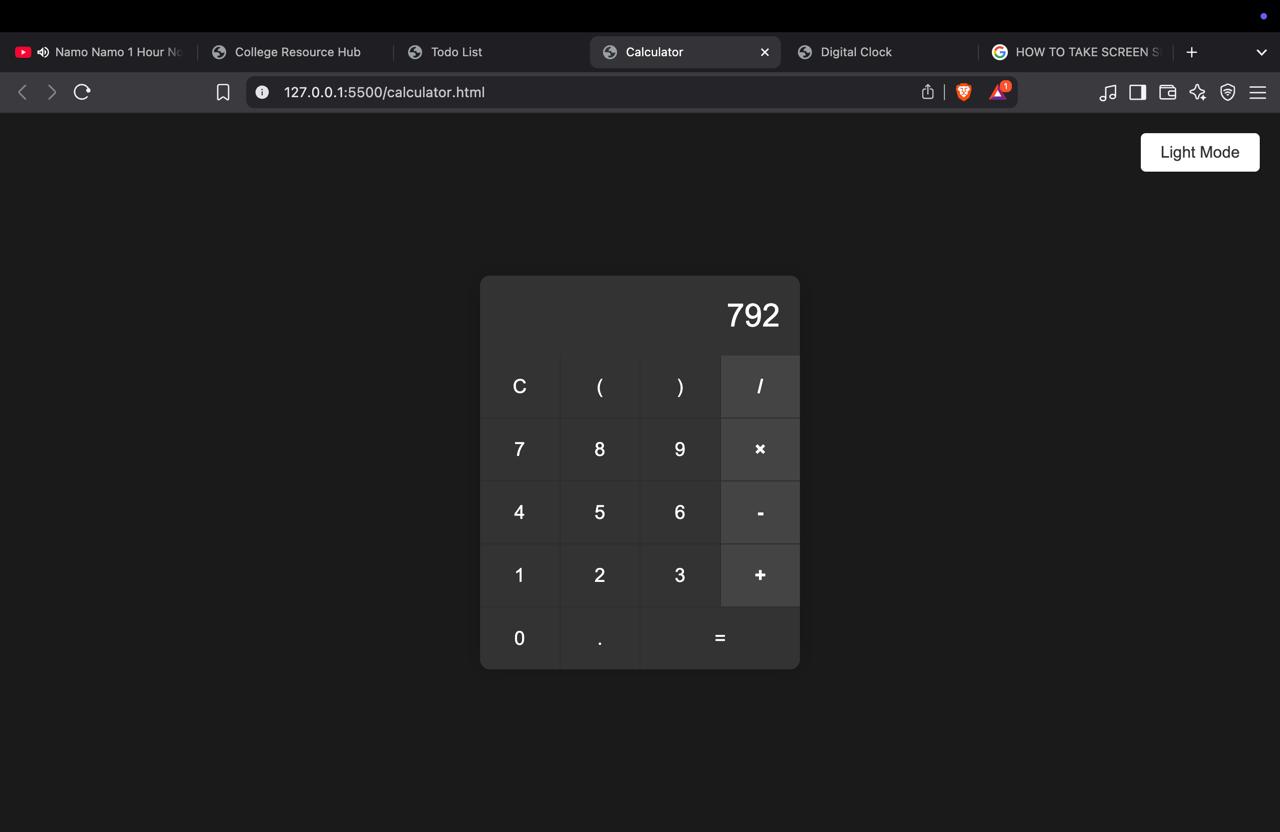 Namo Namo 1 Hour
College Resource Hub
Todo List
Calculator
Digital Clock
HOW TO TAKE SCREEN
127.0.0.1:5500/calculator.html
1
Light Mode
792
C ( ) /
7 8 9 ×
4 5 6 -
1 2 3 +
0 . =